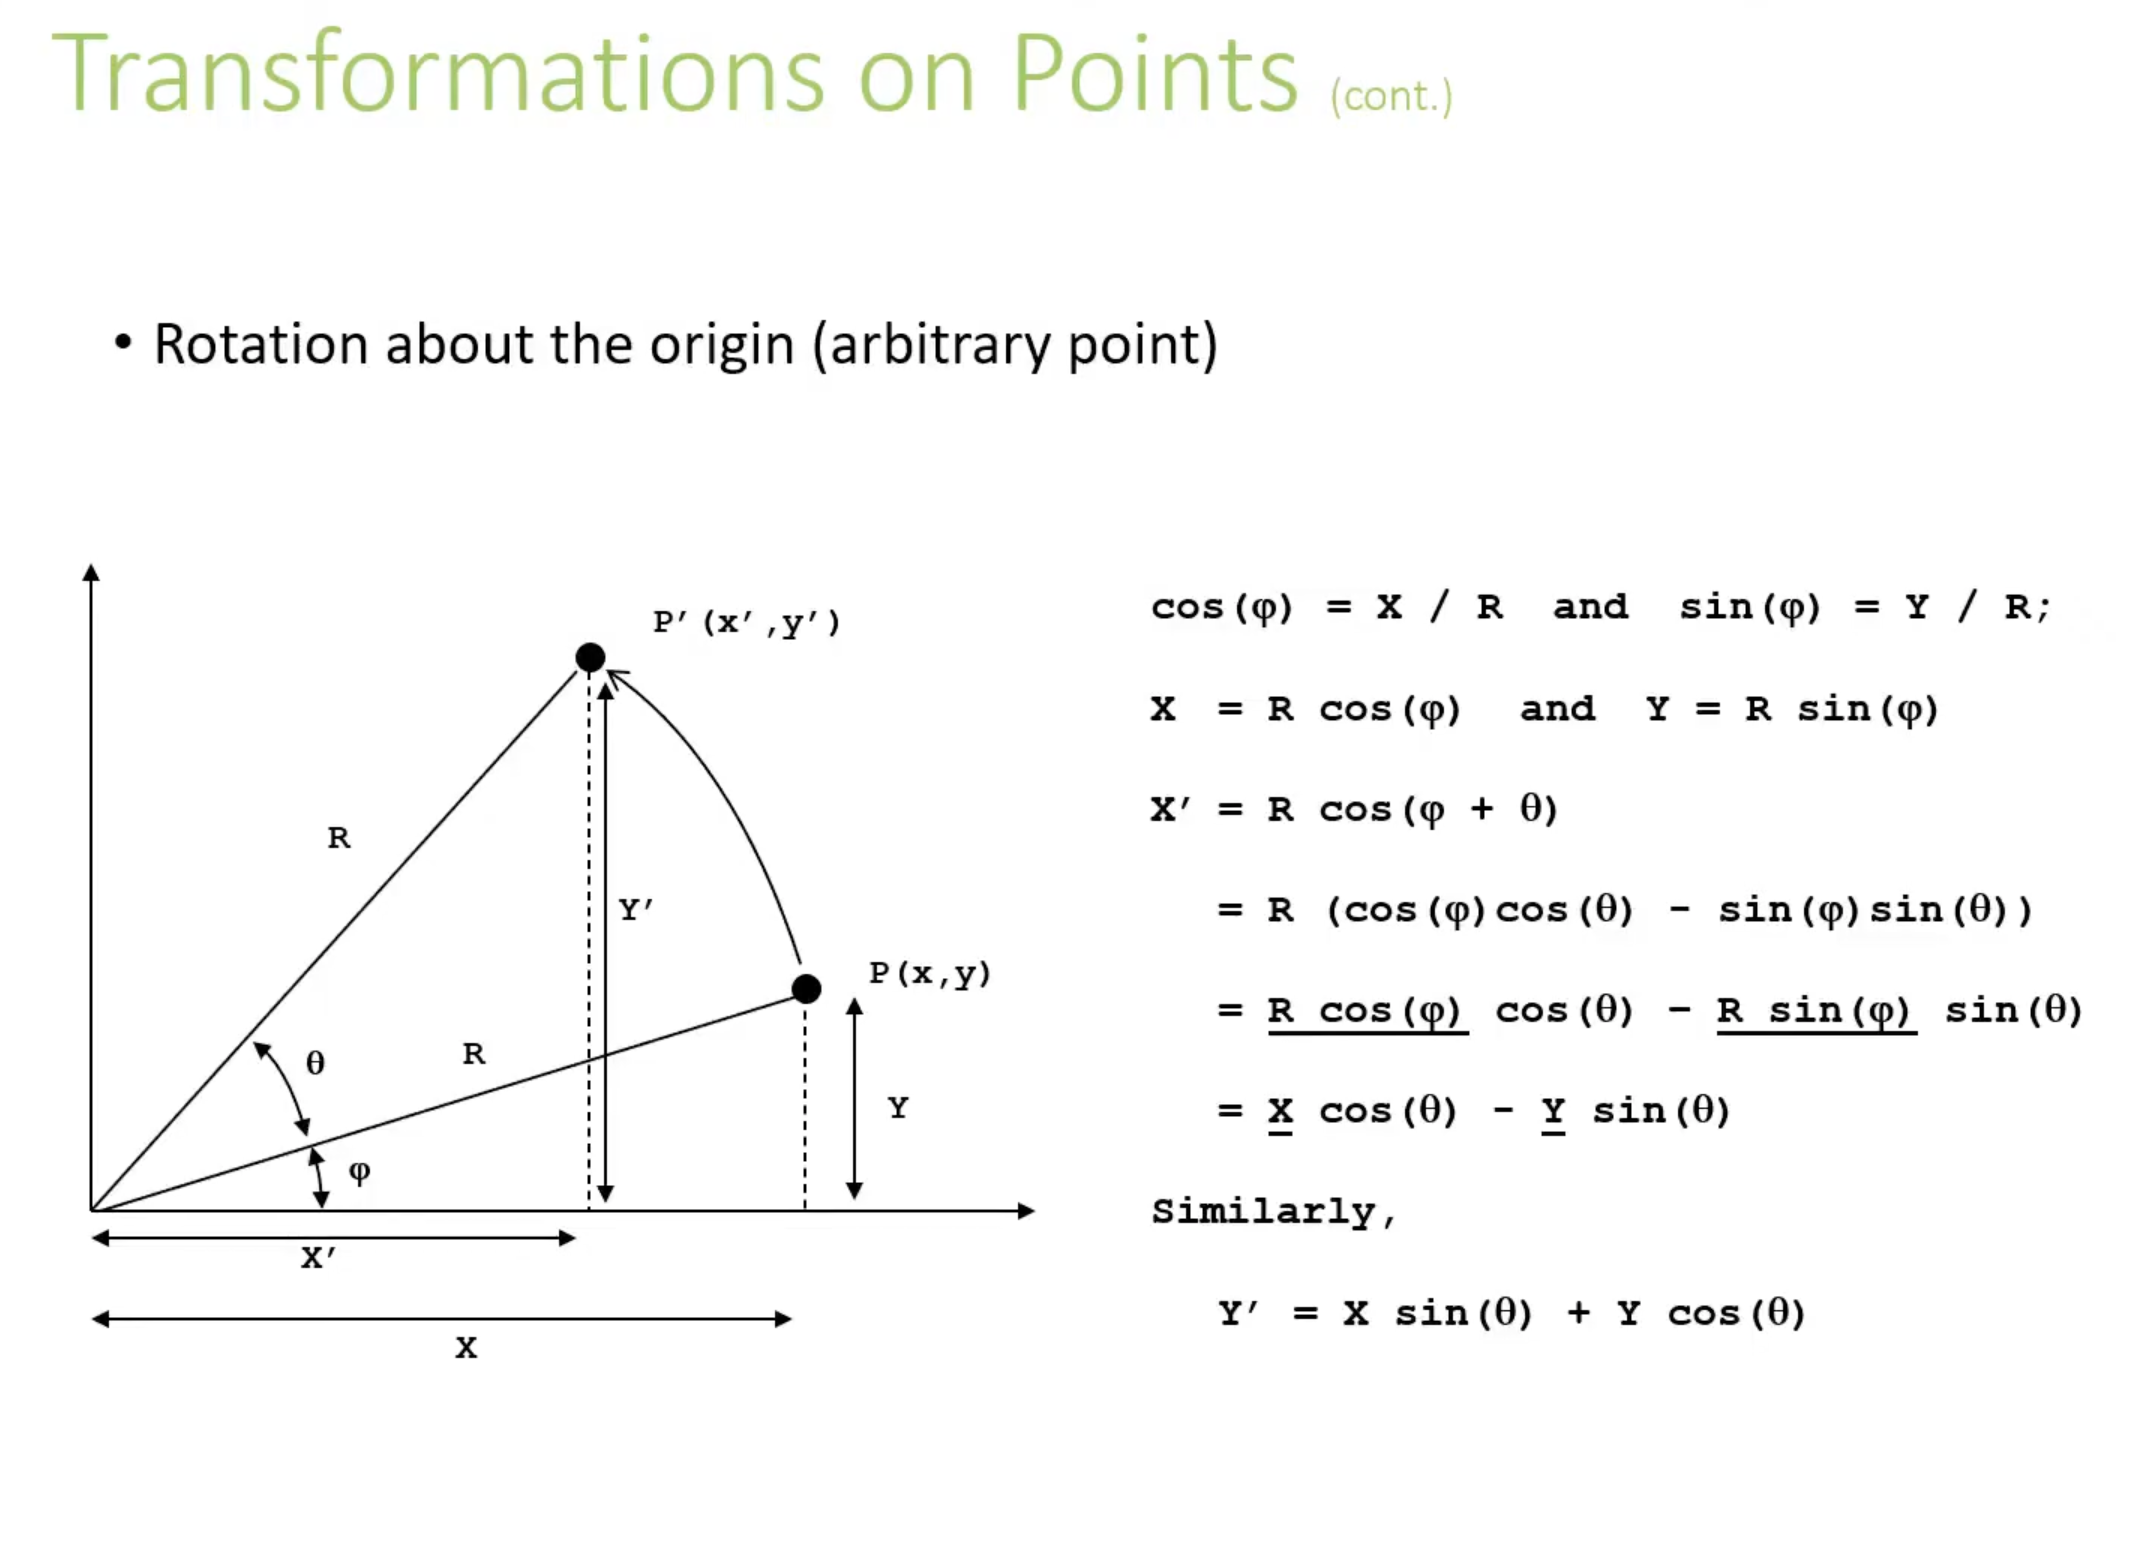 Transformations on Points (cont.)
• Rotation about the origin (arbitrary point)
P′(x′,y′)
R
Y′
P(x,y)
θ
R
Y
φ
X′
X
cos(φ) = X / R and sin(φ) = Y / R;
X = R cos(φ) and Y = R sin(φ)
X′ = R cos(φ + θ)
= R (cos(φ)cos(θ) - sin(φ)sin(θ))
= R cos(φ) cos(θ) - R sin(φ) sin(θ)
= X cos(θ) - Y sin(θ)
Similarly,
Y′ = X sin(θ) + Y cos(θ)